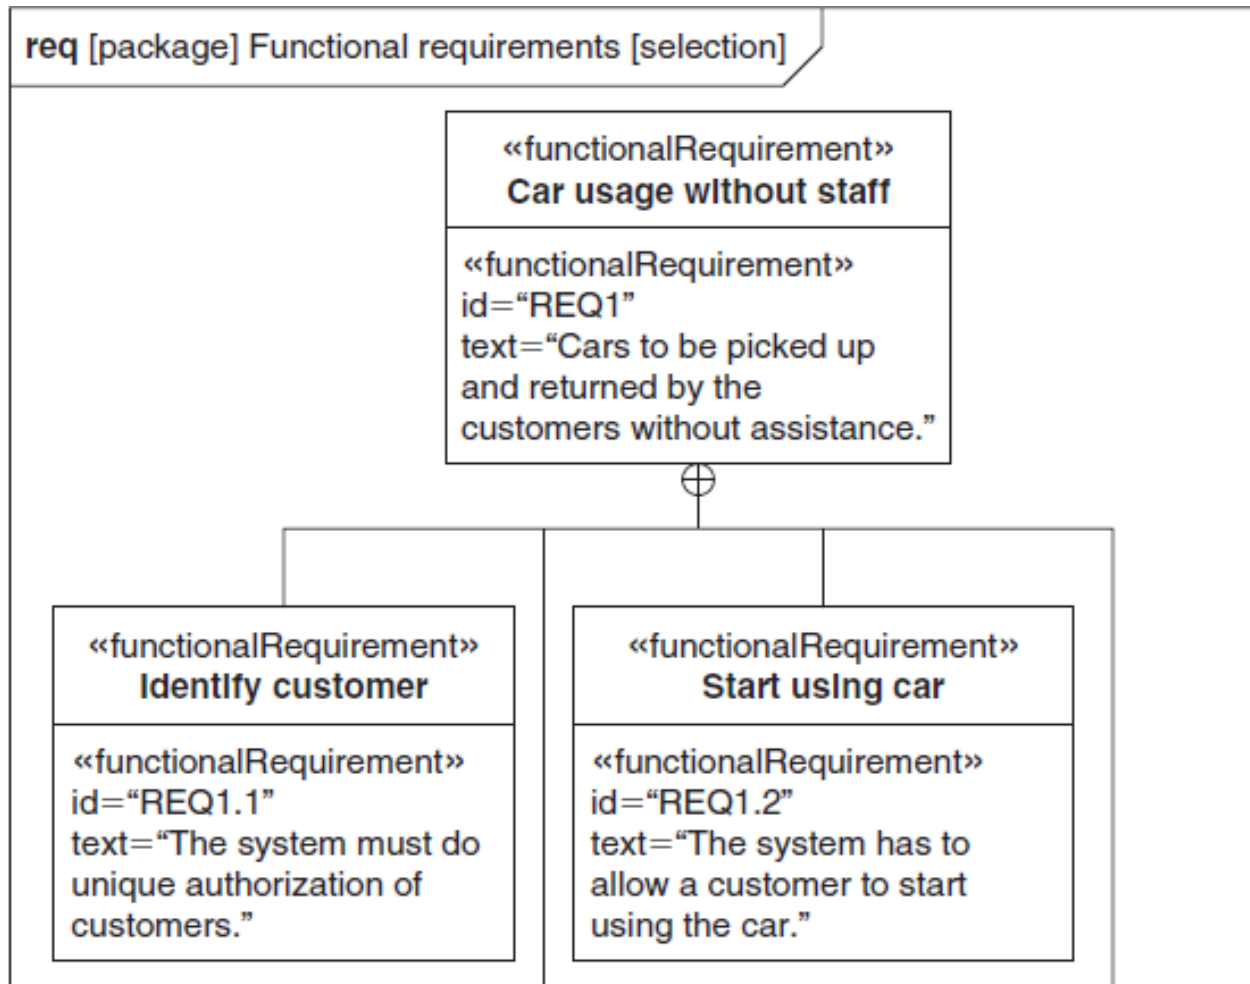 req [package] Functional requirements [selection]
«functionalRequirement»
Car usage without staff
«functionalRequirement»
id=“REQ1”
text=“Cars to be picked up
and returned by the
customers without assistance.”
«functionalRequirement»
Identify customer
«functionalRequirement»
id=“REQ1.1”
text=“The system must do
unique authorization of
customers.”
«functionalRequirement»
Start using car
«functionalRequirement»
id=“REQ1.2”
text=“The system has to
allow a customer to start
using the car.”